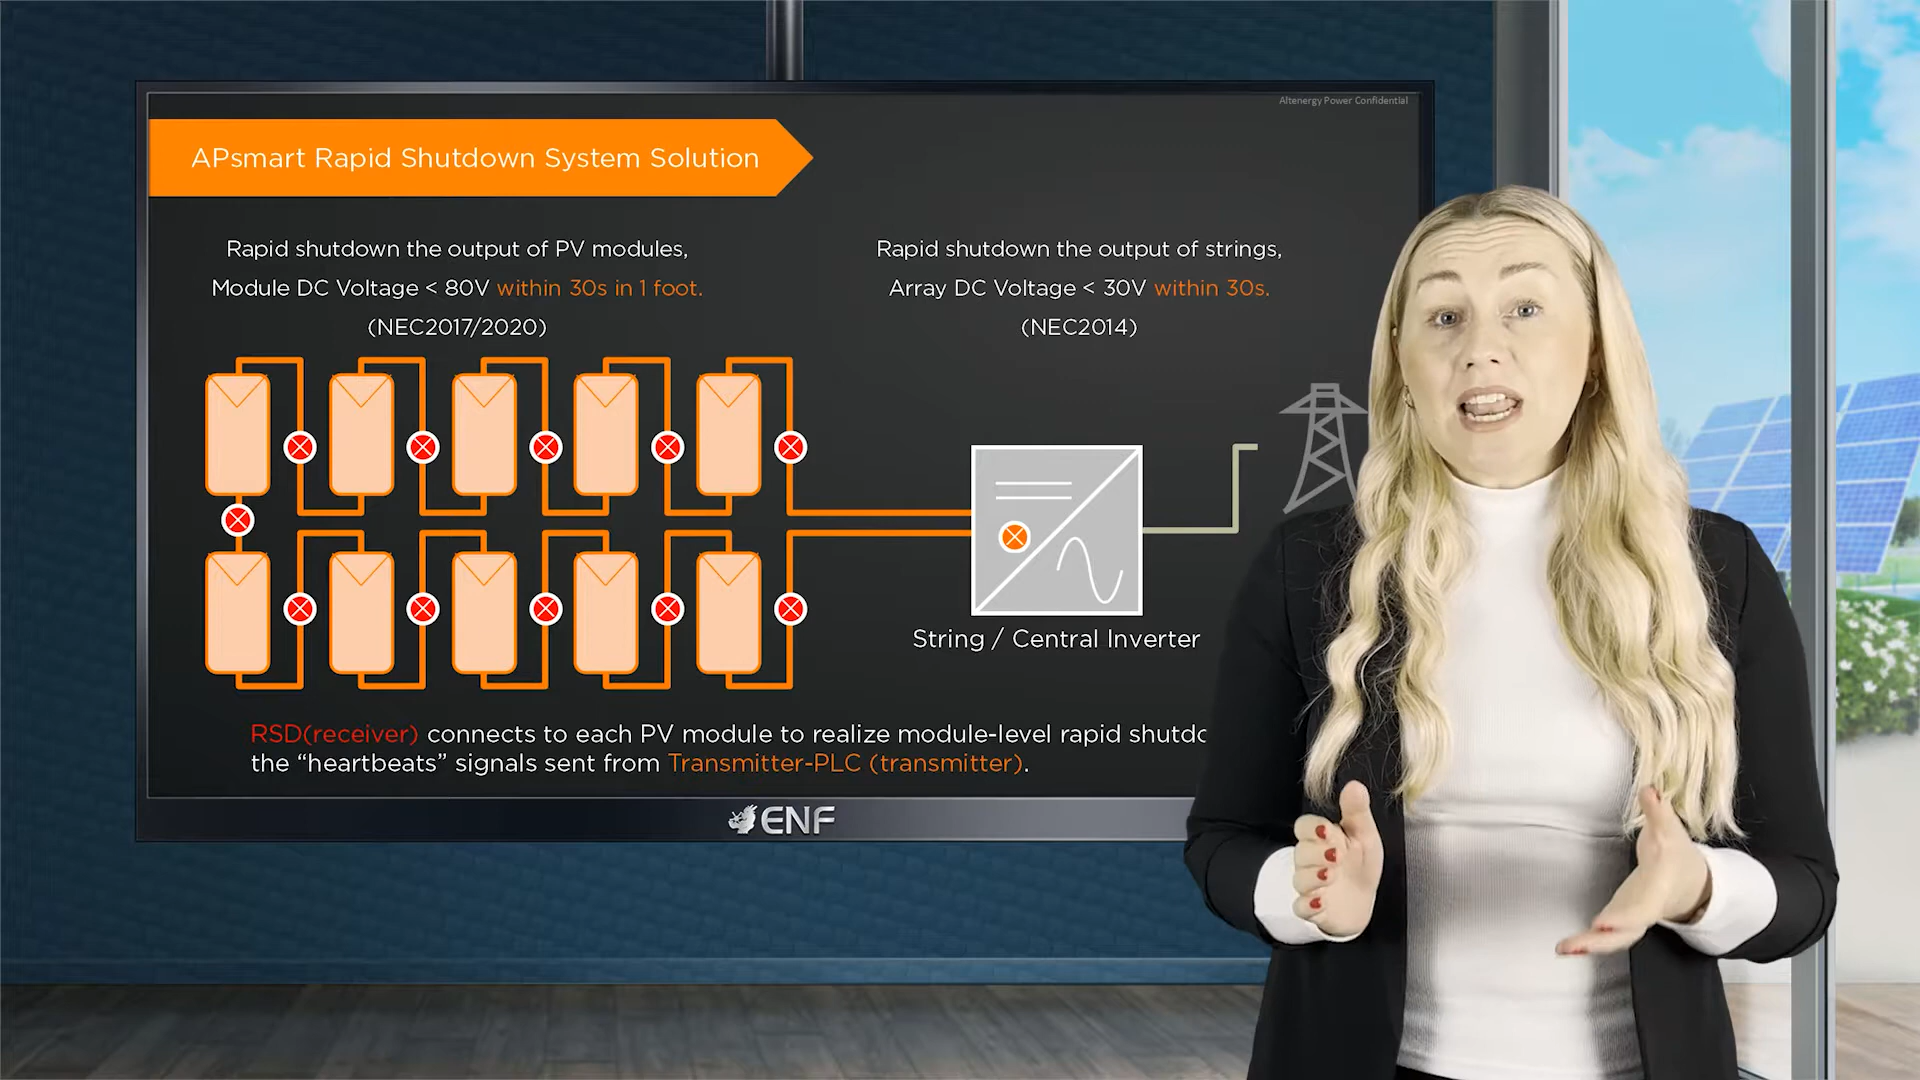 Altenergy Power Confidential
APsmart Rapid Shutdown System Solution
Rapid shutdown the output of PV modules,
Module DC Voltage < 80V within 30s in 1 foot.
(NEC2017/2020)
Rapid shutdown the output of strings,
Array DC Voltage < 30V within 30s.
(NEC2014)
String / Central Inverter
RSD(receiver) connects to each PV module to realize module-level rapid
the “heartbeats” signals sent from Transmitter-PLC (transmitter).
ENF